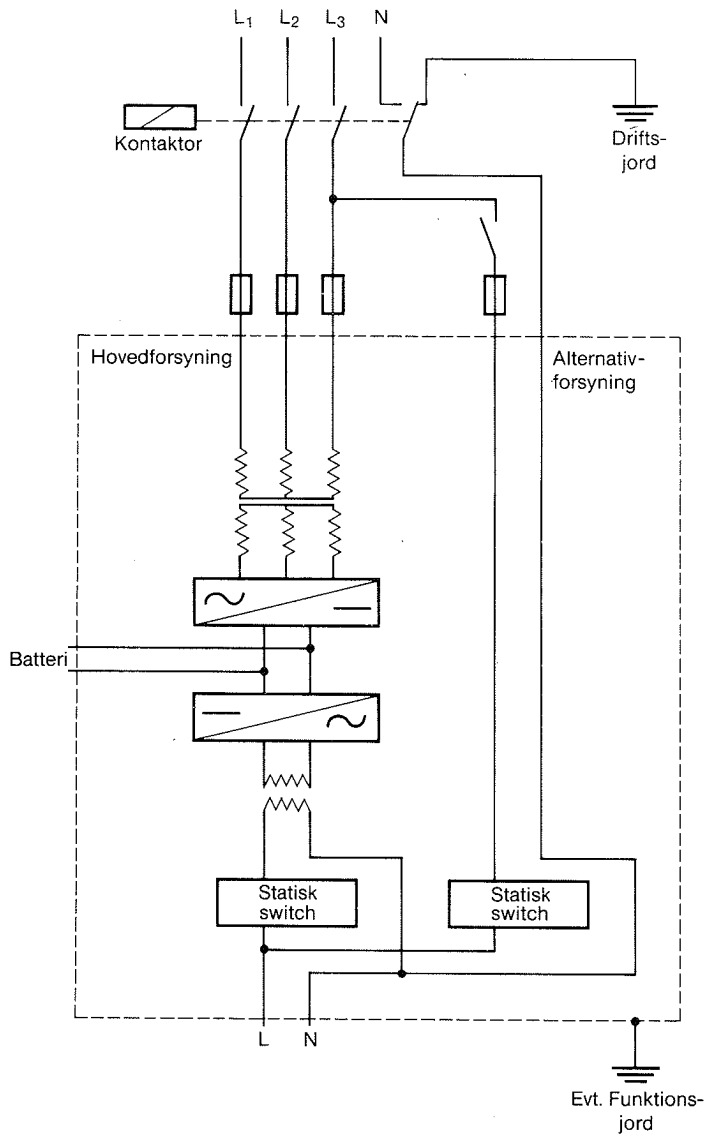 L1 L2 L3 N
Kontaktor
Drifts-
jord
Hovedforsyning
Alternativ-
forsyning
Batteri
Statisk
switch
Statisk
switch
L N
Evt. Funktions-
jord